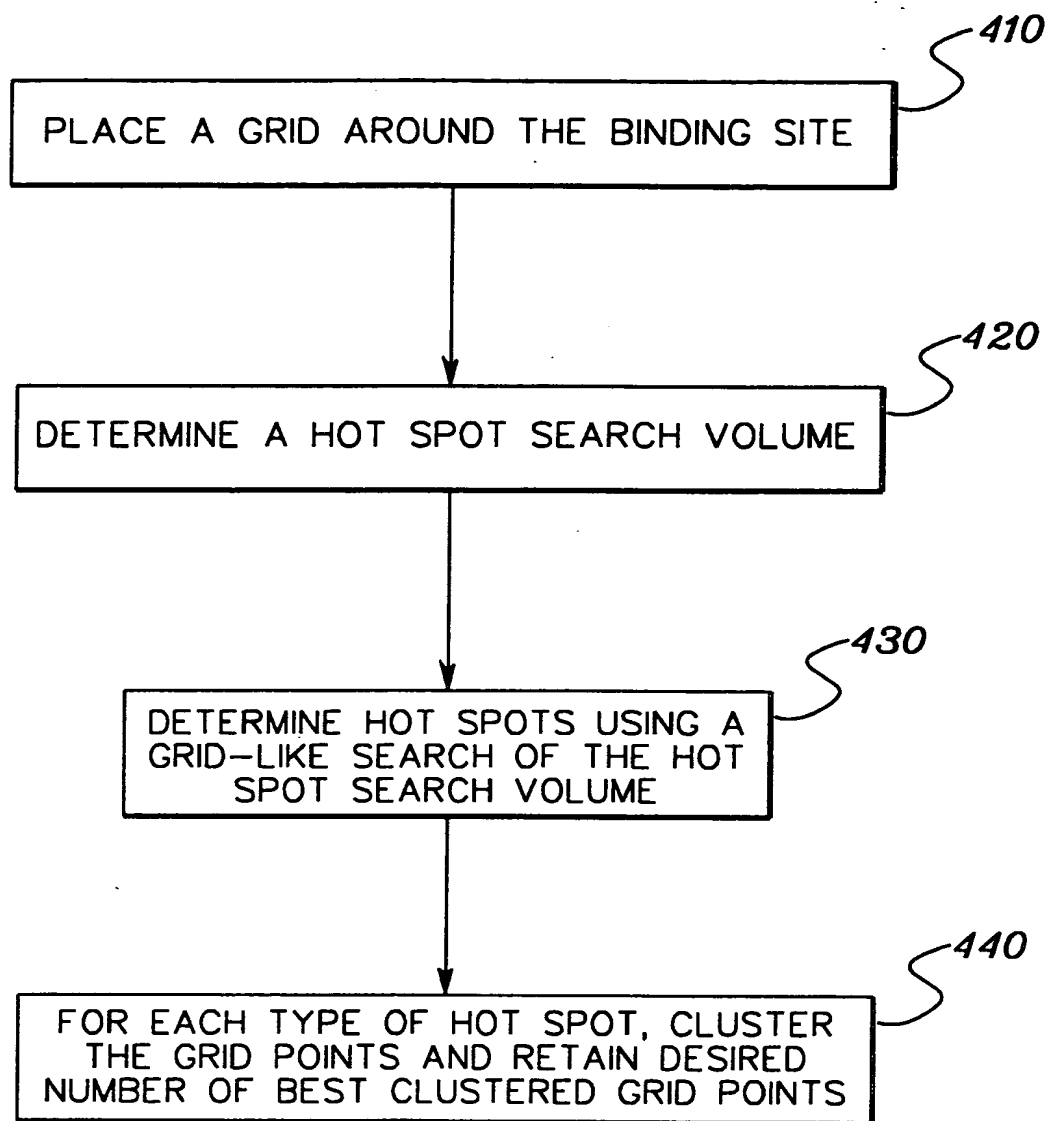 410
PLACE A GRID AROUND THE BINDING SITE
420
DETERMINE A HOT SPOT SEARCH VOLUME
430
DETERMINE HOT SPOTS USING A
GRID-LIKE SEARCH OF THE HOT
SPOT SEARCH VOLUME
440
FOR EACH TYPE OF HOT SPOT, CLUSTER
THE GRID POINTS AND RETAIN DESIRED
NUMBER OF BEST CLUSTERED GRID POINTS